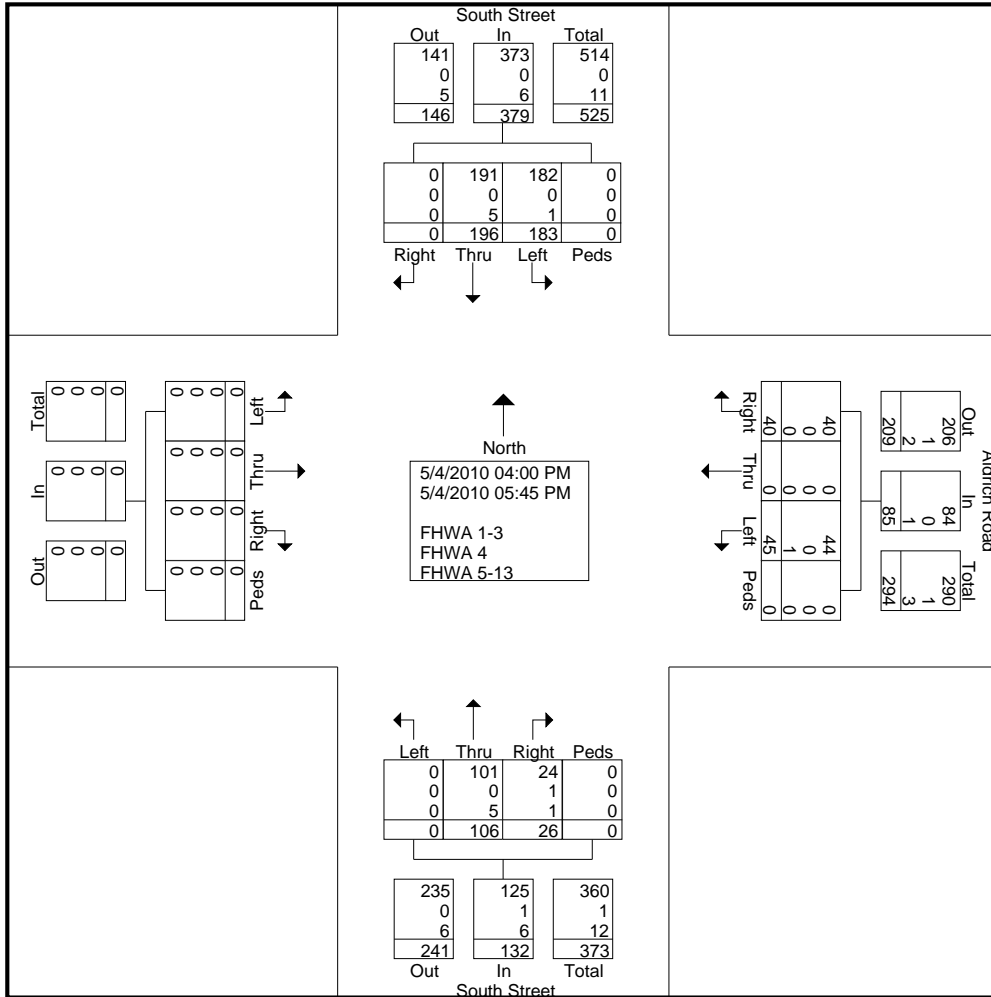 South Street
Out In Total
141 373 514
0 0 0
5 6 11
146 379 525
0 191 182 0
0 0 0 0
0 5 1 0
0 196 183 0
Right Thru Left Peds
Total
0 0 0 0
In
0 0 0 0
Out
0 0 0 0
Left
0 0 0 0
Thru
0 0 0 0
Right
0 0 0 0
Peds
0 0 0 0
North
5/4/2010 04:00 PM
5/4/2010 05:45 PM
FHWA 1-3
FHWA 4
FHWA 5-13
Right
40 0 0 40
Thru
0 0 0 0
Left
44 0 1 45
Peds
0 0 0 0
Aldrich Road
Out
206 1 2 209
In
84 0 1 85
Total
290 1 3 294
Left Thru Right Peds
0 101 24 0
0 0 1 0
0 5 1 0
0 106 26 0
235 125 360
0 1 1
6 6 12
241 132 373
Out In Total
South Street